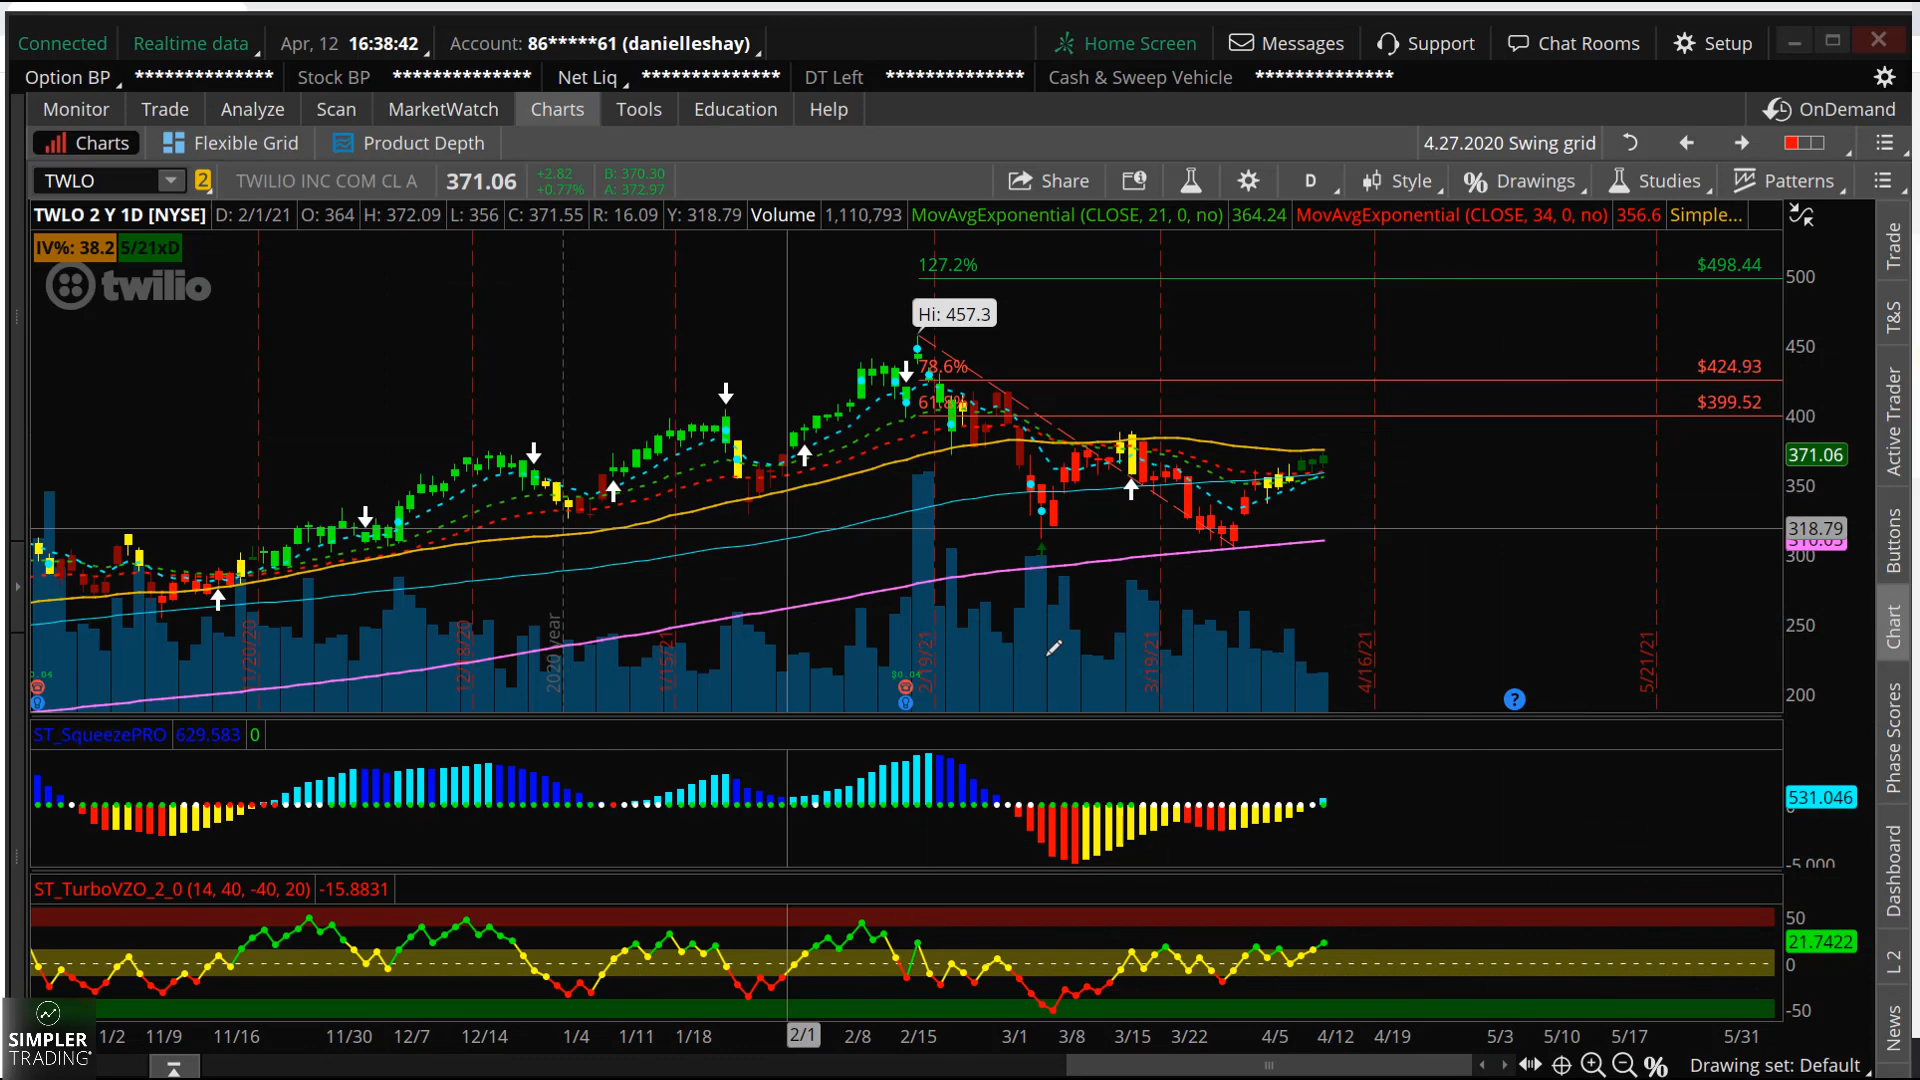 Connected Realtime data Apr, 12 16:38:42 Account: 86*****61 (danielleshay) Home Screen Messages Support Chat Rooms Setup
Option BP ************** Stock BP ************** Net Liq ************** DT Left ************** Cash & Sweep Vehicle **************
Monitor Trade Analyze Scan MarketWatch Charts Tools Education Help OnDemand
Charts Flexible Grid Product Depth 4.27.2020 Swing grid
TWLO 2 TWILIO INC COM CL A 371.06 +2.82 B: 370.30 Share D Style Drawings Studies Patterns
+0.77% A: 372.97
TWLO 2 Y 1D [NYSE] D: 2/1/21 O: 364 H: 372.09 L: 356 C: 371.55 R: 16.09 Y: 318.79 Volume 1,110,793 MovAvgExponential (CLOSE, 21, 0, no) 364.24 MovAvgExponential (CLOSE, 34, 0, no) 356.6 Simple...
IV%: 38.2 5/21xD
twilio
127.2% $498.44
500
Hi: 457.3
450
78.6% $424.93
61.8% $399.52
400
371.06
350
318.79
300
250
200
12/18/20 2020 year 1/15/21 2/19/21 3/19/21 4/16/21 5/21/21
$0.04
?
ST_SqueezePRO 629.583 0
531.046
-5,000
ST_TurboVZO_2_0 (14, 40, -40, 20) -15.8831
50
21.7422
0
-50
11/9 11/16 11/30 12/7 12/14 1/4 1/11 1/18 2/1 2/8 2/15 3/1 3/8 3/15 3/22 4/5 4/12 4/19 5/3 5/10 5/17 5/31
SIMPLER
TRADING
Drawing set: Default
Trade
T&S
Active Trader
Buttons
Chart
Phase Scores
Dashboard
L 2
News